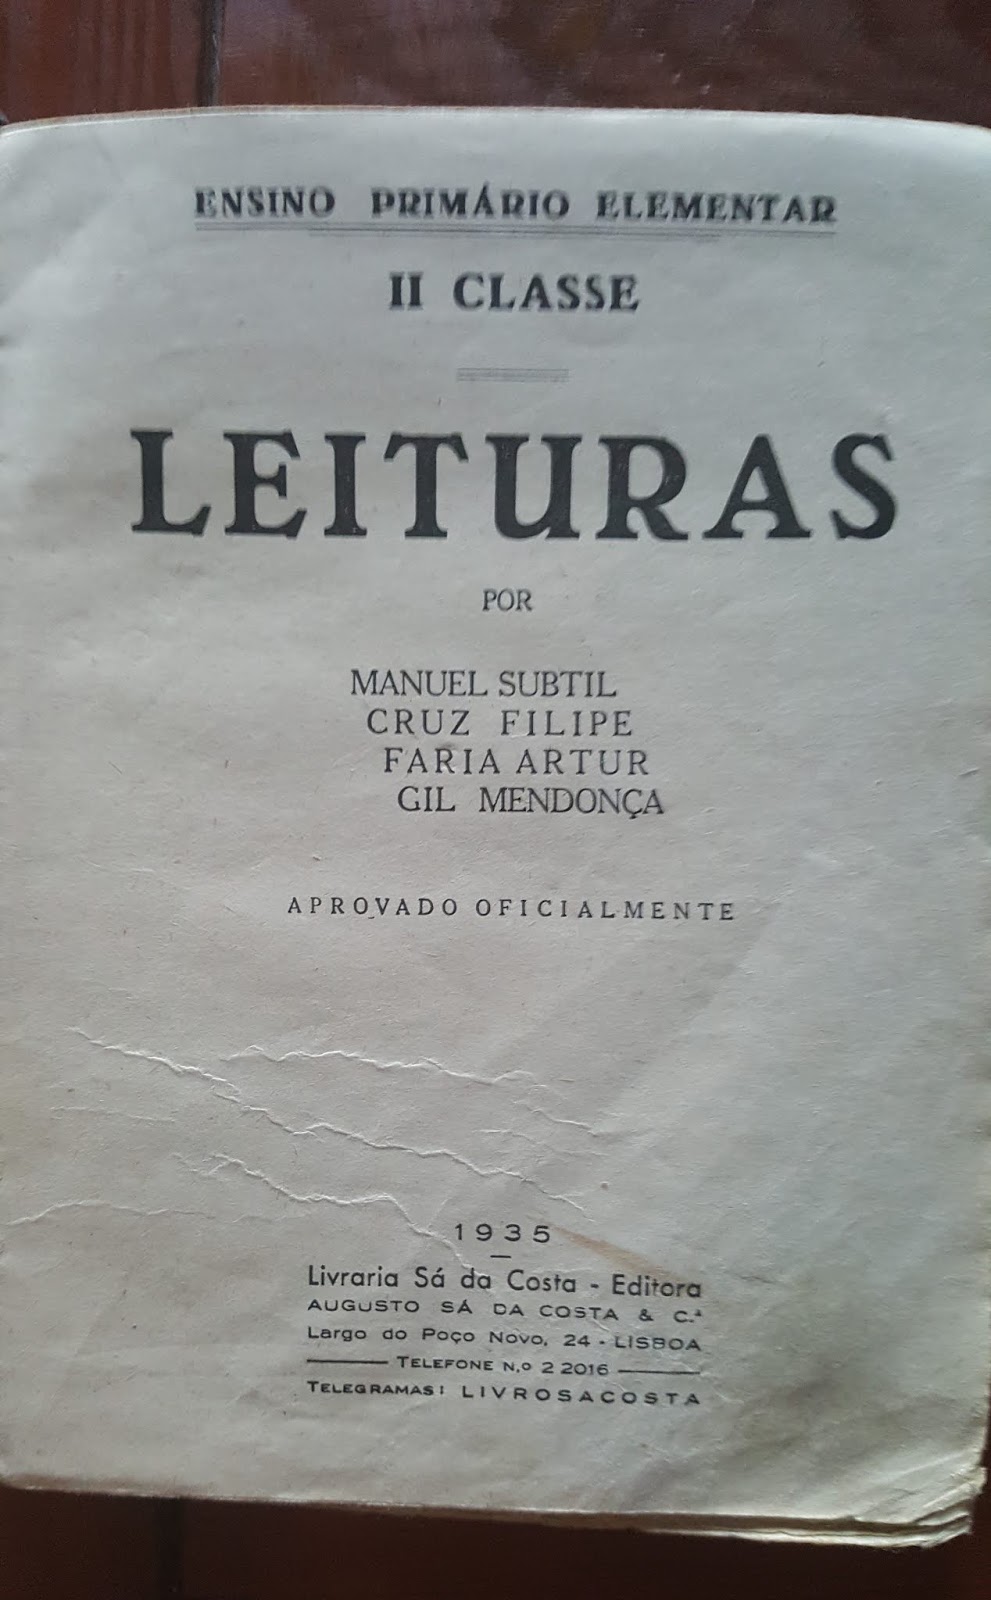 ENSINO PRIMÁRIO ELEMENTAR
II CLASSE
LEITURAS
POR
MANUEL SUBTIL
CRUZ FILIPE
FARIA ARTUR
GIL MENDONÇA
APROVADO OFICIALMENTE
1935
Livraria Sá da Costa - Editora
AUGUSTO SÁ DA COSTA & C.ª
Largo do Poço Novo, 24 - LISBOA
TELEFONE N.º 2 2016
TELEGRAMAS: LIVROSACOSTA